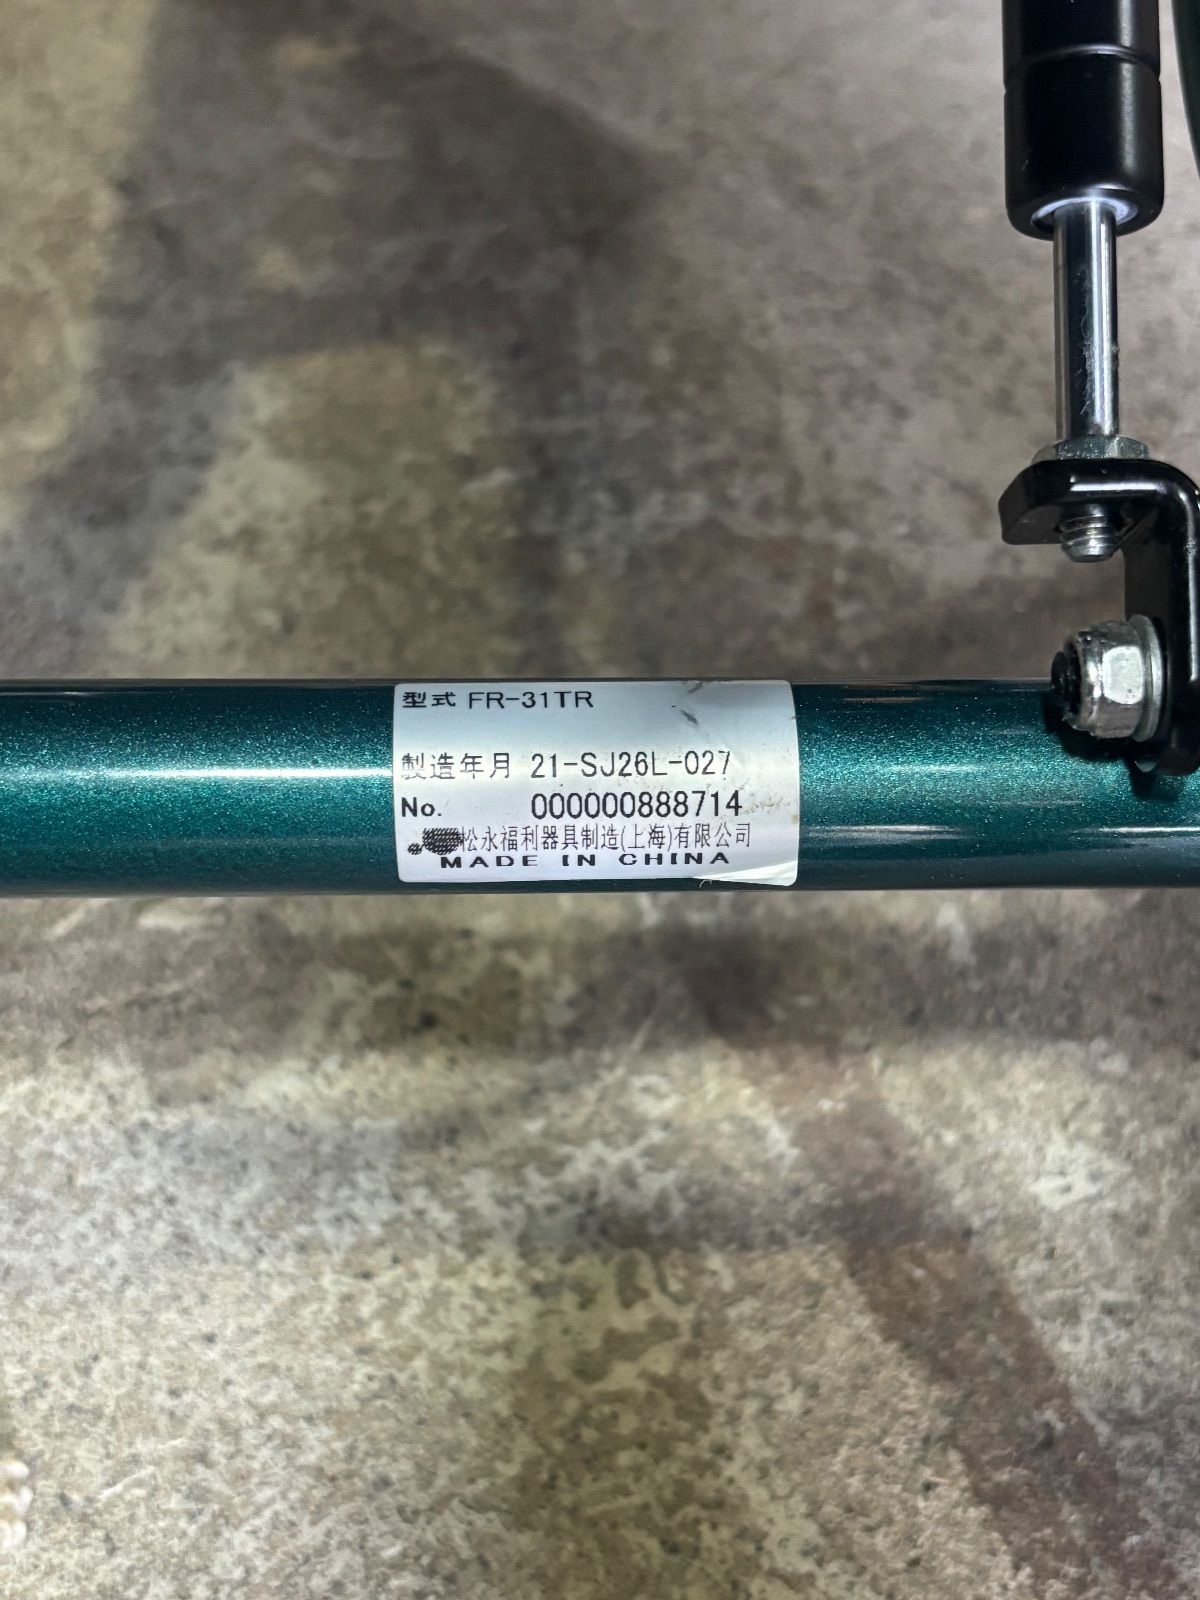 型式 FR-31TR
製造年月 21-SJ26L-027
No. 000000888714
松永福利器具制造(上海)有限公司
MADE IN CHINA